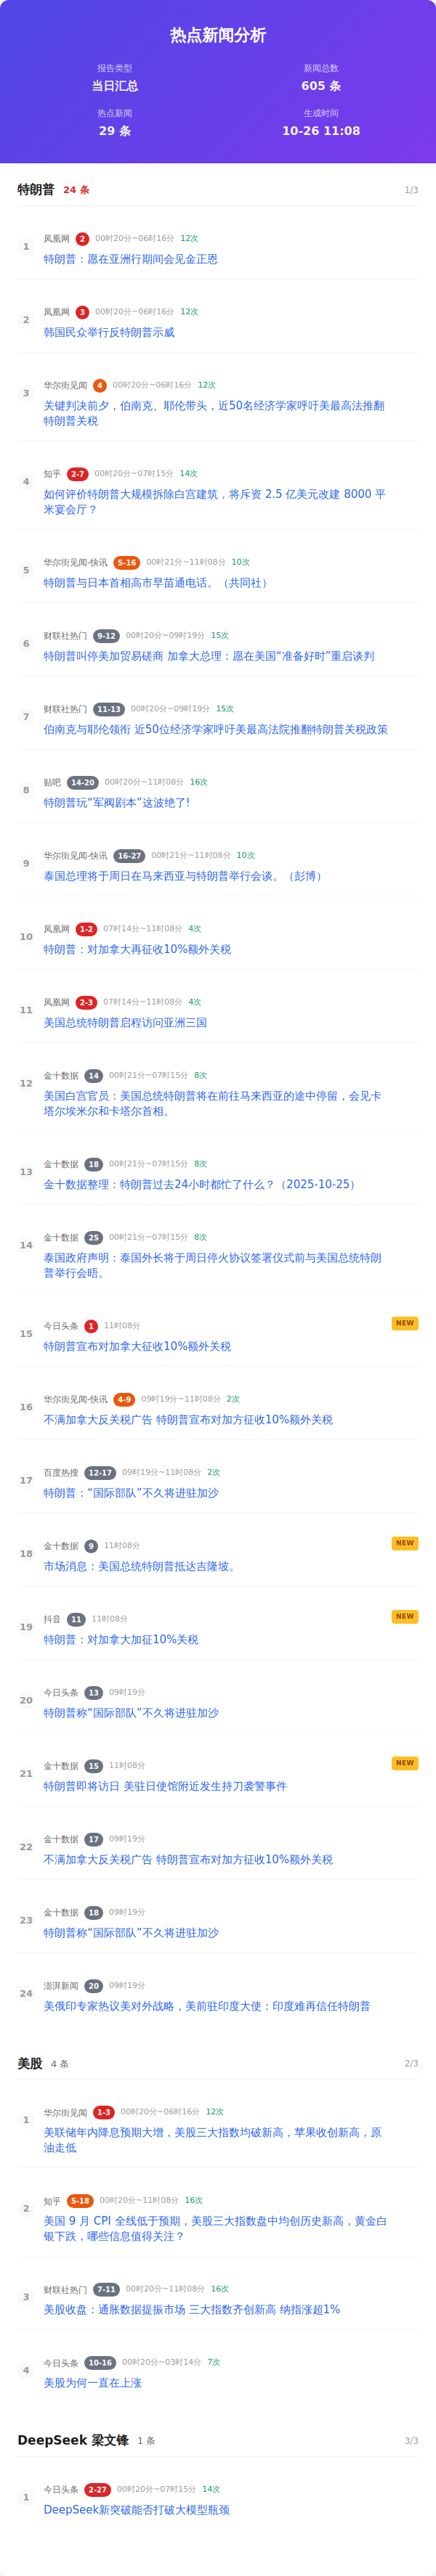 热点新闻分析
报告类型
新闻总数
当日汇总
605 条
热点新闻
生成时间
29 条
10-26 11:08
特朗普 24 条 1/3
1
凤凰网 2 00时20分~06时16分 12次
特朗普：愿在亚洲行期间会见金正恩
2
凤凰网 3 00时20分~06时16分 12次
韩国民众举行反特朗普示威
3
华尔街见闻 4 00时20分~06时16分 12次
关键判决前夕，伯南克、耶伦带头，近50名经济学家呼吁美最高法推翻
特朗普关税
4
知乎 2-7 00时20分~07时15分 14次
如何评价特朗普大规模拆除白宫建筑，将斥资 2.5 亿美元改建 8000 平
米宴会厅？
5
华尔街见闻-快讯 5-16 00时21分~11时08分 10次
特朗普与日本首相高市早苗通电话。（共同社）
6
财联社热门 9-12 00时20分~09时19分 15次
特朗普叫停美加贸易磋商 加拿大总理：愿在美国“准备好时”重启谈判
7
财联社热门 11-13 00时20分~09时19分 15次
伯南克与耶伦领衔 近50位经济学家呼吁美最高法院推翻特朗普关税政策
8
贴吧 14-20 00时20分~11时08分 16次
特朗普玩“军阀剧本”这波绝了!
9
华尔街见闻-快讯 16-27 00时21分~11时08分 10次
泰国总理将于周日在马来西亚与特朗普举行会谈。（彭博）
10
凤凰网 1-2 07时14分~11时08分 4次
特朗普：对加拿大再征收10%额外关税
11
凤凰网 2-3 07时14分~11时08分 4次
美国总统特朗普启程访问亚洲三国
12
金十数据 14 00时21分~07时15分 8次
美国白宫官员：美国总统特朗普将在前往马来西亚的途中停留，会见卡
塔尔埃米尔和卡塔尔首相。
13
金十数据 18 00时21分~07时15分 8次
金十数据整理：特朗普过去24小时都忙了什么？（2025-10-25）
14
金十数据 25 00时21分~07时15分 8次
泰国政府声明：泰国外长将于周日停火协议签署仪式前与美国总统特朗
普举行会晤。
15
今日头条 1 11时08分 NEW
特朗普宣布对加拿大征收10%额外关税
16
华尔街见闻-快讯 4-9 09时19分~11时08分 2次
不满加拿大反关税广告 特朗普宣布对加方征收10%额外关税
17
百度热搜 12-17 09时19分~11时08分 2次
特朗普：“国际部队”不久将进驻加沙
18
金十数据 9 11时08分 NEW
市场消息：美国总统特朗普抵达吉隆坡。
19
抖音 11 11时08分 NEW
特朗普：对加拿大加征10%关税
20
今日头条 13 09时19分
特朗普称“国际部队”不久将进驻加沙
21
金十数据 15 11时08分 NEW
特朗普即将访日 美驻日使馆附近发生持刀袭警事件
22
金十数据 17 09时19分
不满加拿大反关税广告 特朗普宣布对加方征收10%额外关税
23
金十数据 18 09时19分
特朗普称“国际部队”不久将进驻加沙
24
澎湃新闻 20 09时19分
美俄印专家热议美对外战略，美前驻印度大使：印度难再信任特朗普
美股 4 条 2/3
1
华尔街见闻 1-3 00时20分~06时16分 12次
美联储年内降息预期大增，美股三大指数均破新高，苹果收创新高，原
油走低
2
知乎 5-18 00时20分~11时08分 16次
美国 9 月 CPI 全线低于预期，美股三大指数盘中均创历史新高，黄金白
银下跌，哪些信息值得关注？
3
财联社热门 7-11 00时20分~11时08分 16次
美股收盘：通胀数据提振市场 三大指数齐创新高 纳指涨超1%
4
今日头条 10-16 00时20分~03时14分 7次
美股为何一直在上涨
DeepSeek 梁文锋 1 条 3/3
1
今日头条 2-27 00时20分~07时15分 14次
DeepSeek新突破能否打破大模型瓶颈